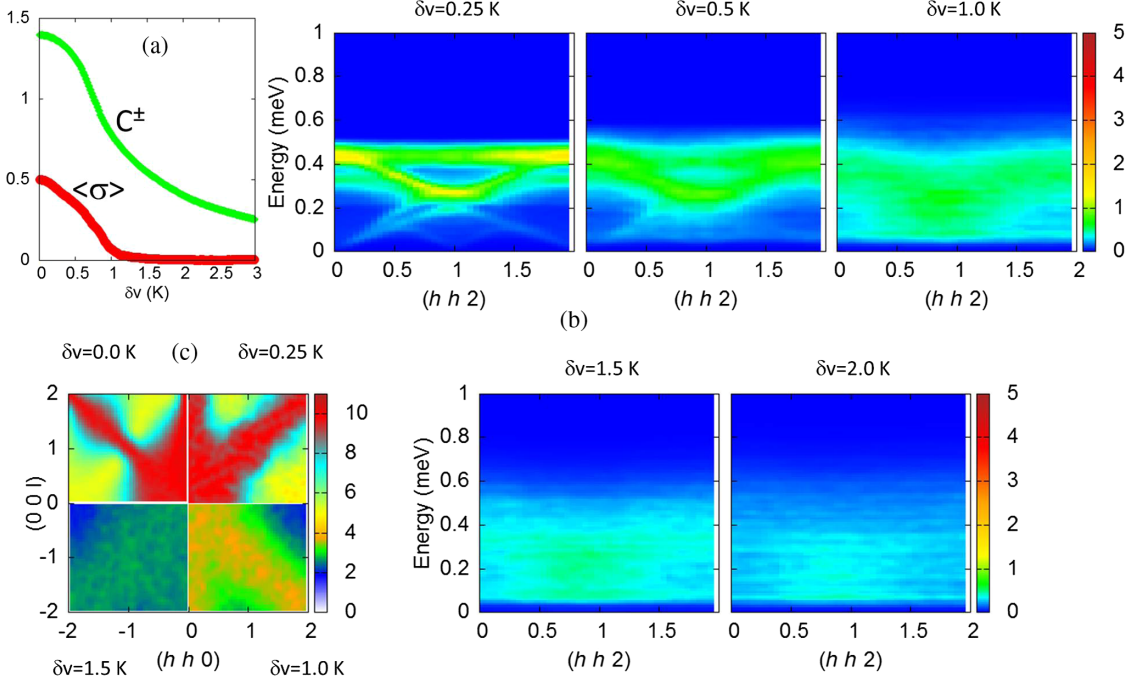 (a)
1.5
1
0.5
0
C±
<σ>
0 0.5 1 1.5 2 2.5 3
δv (K)
δv=0.25 K
δv=0.5 K
δv=1.0 K
Energy (meV)
1
0.8
0.6
0.4
0.2
0
0 0.5 1 1.5
0 0.5 1 1.5
0 0.5 1 1.5 2
(h h 2)
(h h 2)
(h h 2)
5
4
3
2
1
0
(b)
δv=0.0 K
(c)
δv=0.25 K
(0 0 l)
2
1
0
-1
-2
-2 -1 0 1 2
10
8
6
4
2
0
δv=1.5 K
(h h 0)
δv=1.0 K
δv=1.5 K
δv=2.0 K
Energy (meV)
1
0.8
0.6
0.4
0.2
0
0 0.5 1 1.5
0 0.5 1 1.5 2
(h h 2)
(h h 2)
5
4
3
2
1
0